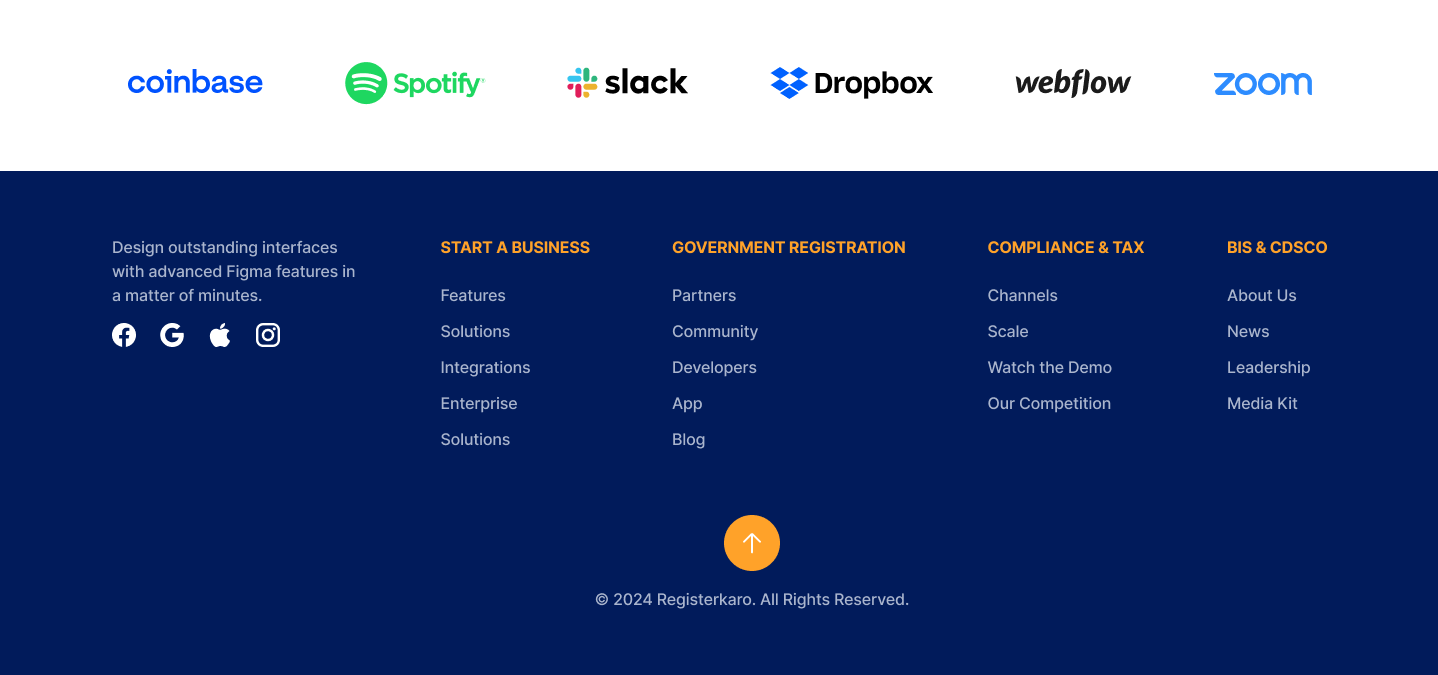 coinbase Spotify slack Dropbox webflow zoom
Design outstanding interfaces
with advanced Figma features in
a matter of minutes.
START A BUSINESS
Features
Solutions
Integrations
Enterprise
Solutions
GOVERNMENT REGISTRATION
Partners
Community
Developers
App
Blog
COMPLIANCE & TAX
Channels
Scale
Watch the Demo
Our Competition
BIS & CDSCO
About Us
News
Leadership
Media Kit
© 2024 Registerkaro. All Rights Reserved.